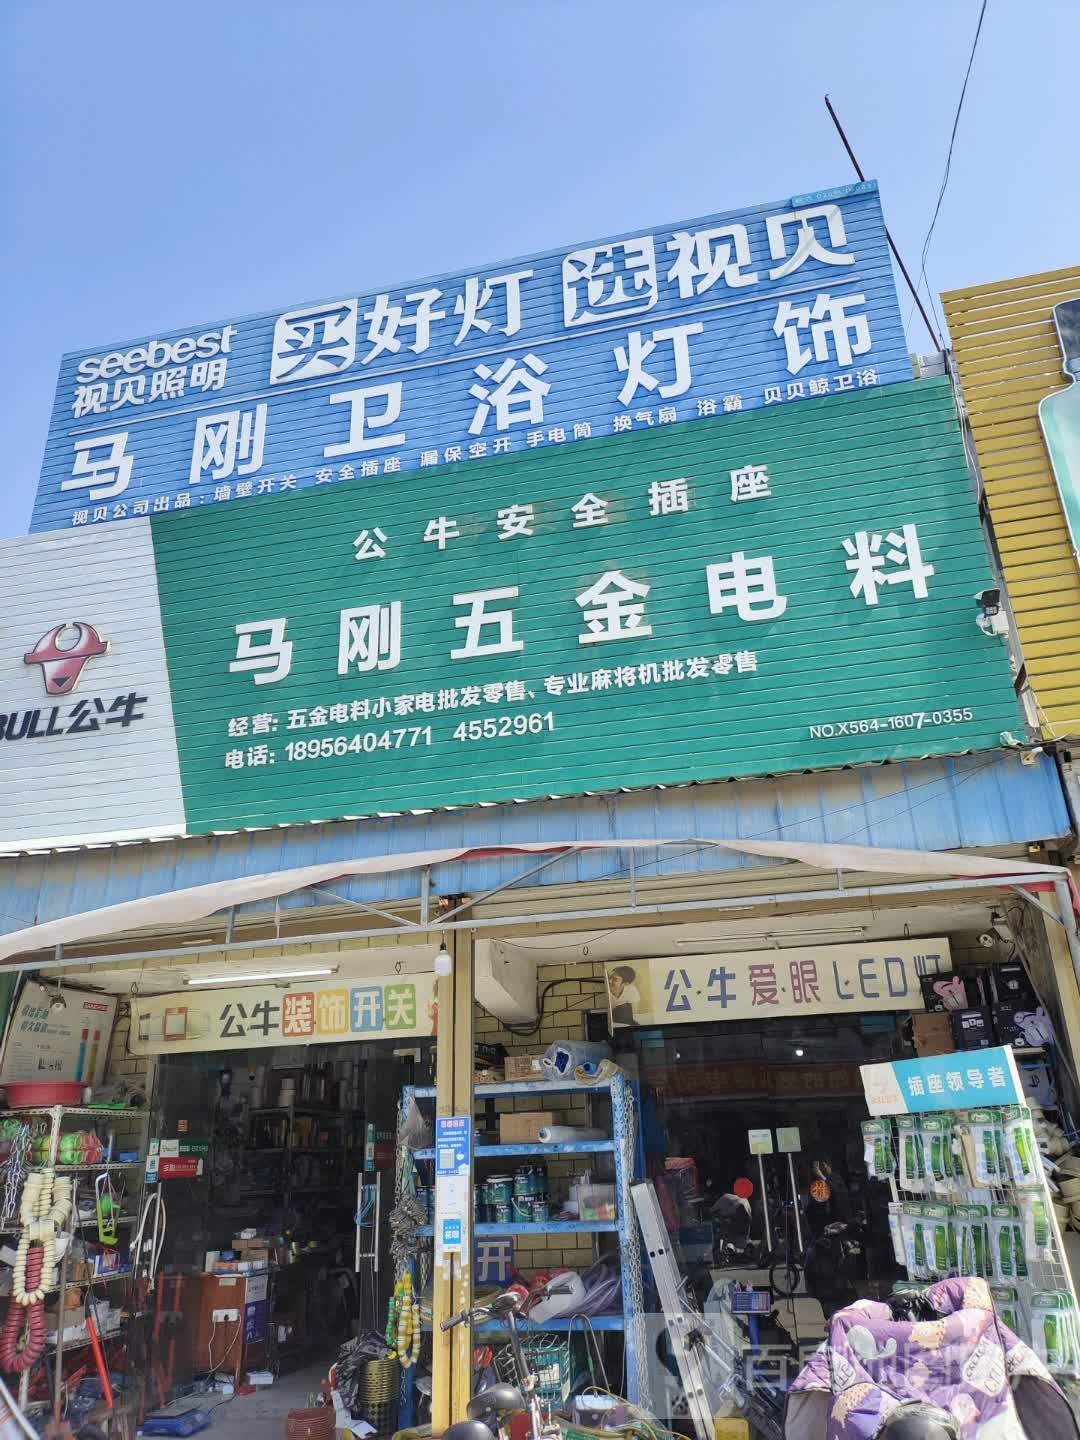 seebest
视贝照明
买好灯 选视贝
马刚卫浴灯饰
视贝公司出品：墙壁开关 安全插座 漏保空开 手电筒 换气扇 浴霸 贝贝鲸卫浴
公牛安全插座
BULL公牛
马刚五金电料
经营：五金电料小家电批发零售、专业麻将机批发零售
电话：18956404771 4552961
NO.X564-1607-0355
公牛装饰开关
公·牛爱·眼LED灯
插座领导者
推
开